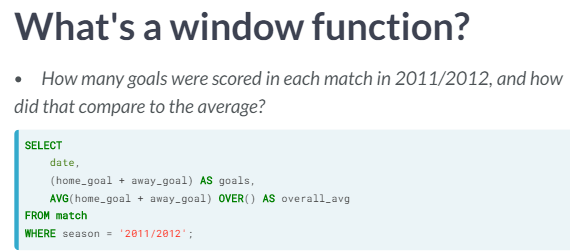 What's a window function?
• How many goals were scored in each match in 2011/2012, and how
did that compare to the average?
SELECT
date,
(home_goal + away_goal) AS goals,
AVG(home_goal + away_goal) OVER() AS overall_avg
FROM match
WHERE season = '2011/2012';